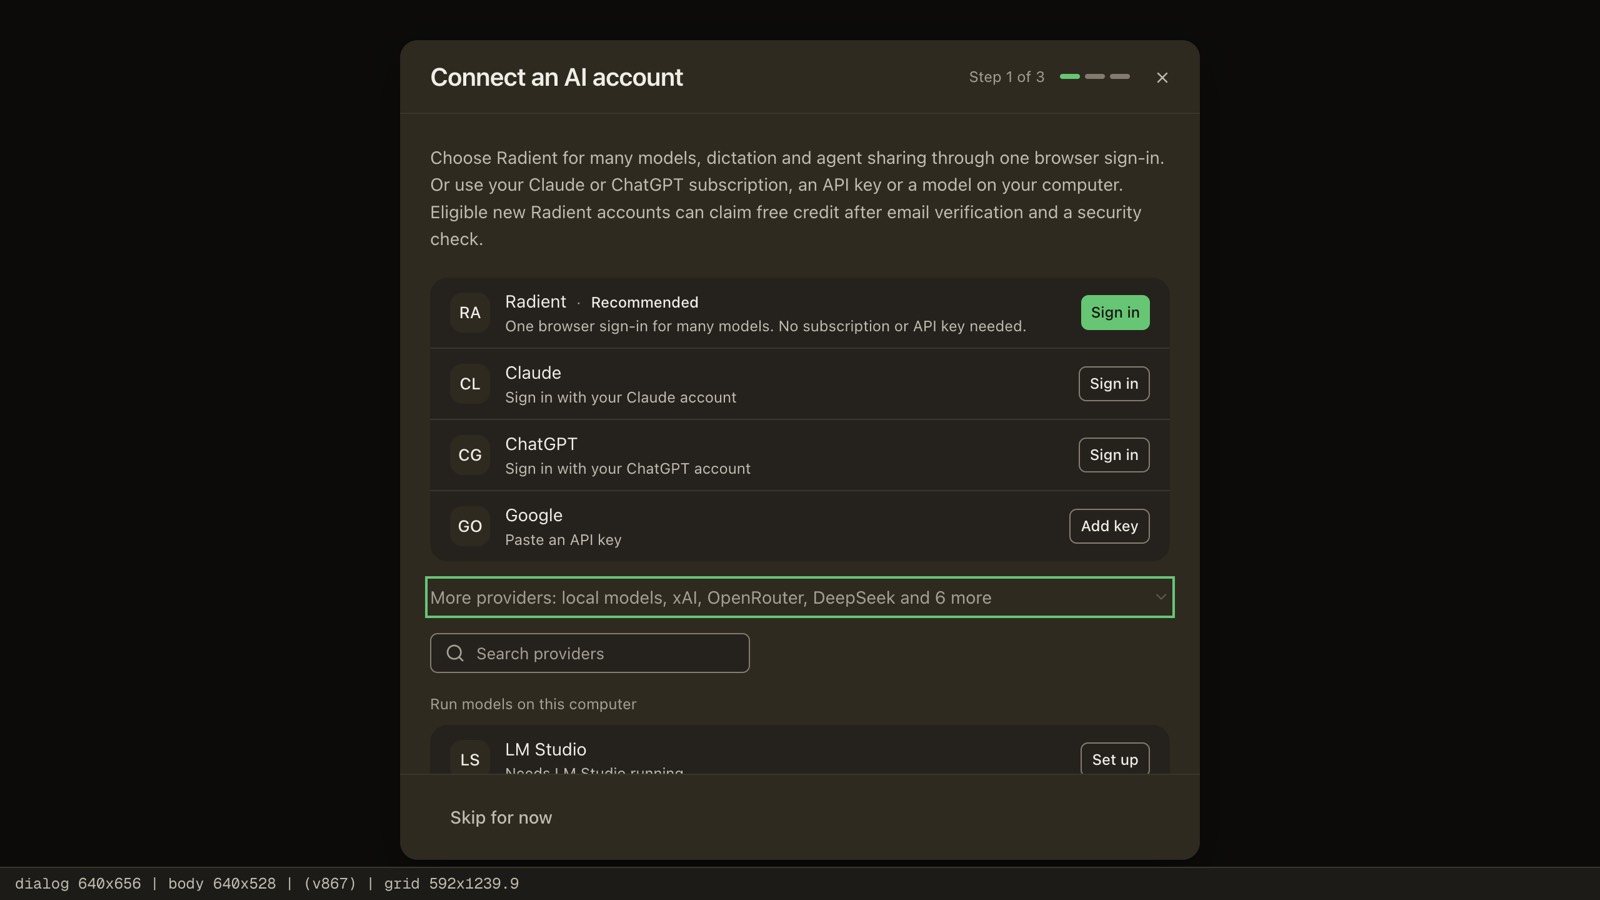 Connect an AI account
Step 1 of 3
Choose Radient for many models, dictation and agent sharing through one browser sign-in.
Or use your Claude or ChatGPT subscription, an API key or a model on your computer.
Eligible new Radient accounts can claim free credit after email verification and a security
check.
RA
Radient · Recommended
One browser sign-in for many models. No subscription or API key needed.
Sign in
CL
Claude
Sign in with your Claude account
Sign in
CG
ChatGPT
Sign in with your ChatGPT account
Sign in
GO
Google
Paste an API key
Add key
More providers: local models, xAI, OpenRouter, DeepSeek and 6 more
Search providers
Run models on this computer
LS
LM Studio
Needs LM Studio running
Set up
Skip for now
dialog 640x656 | body 640x528 | (v867) | grid 592x1239.9